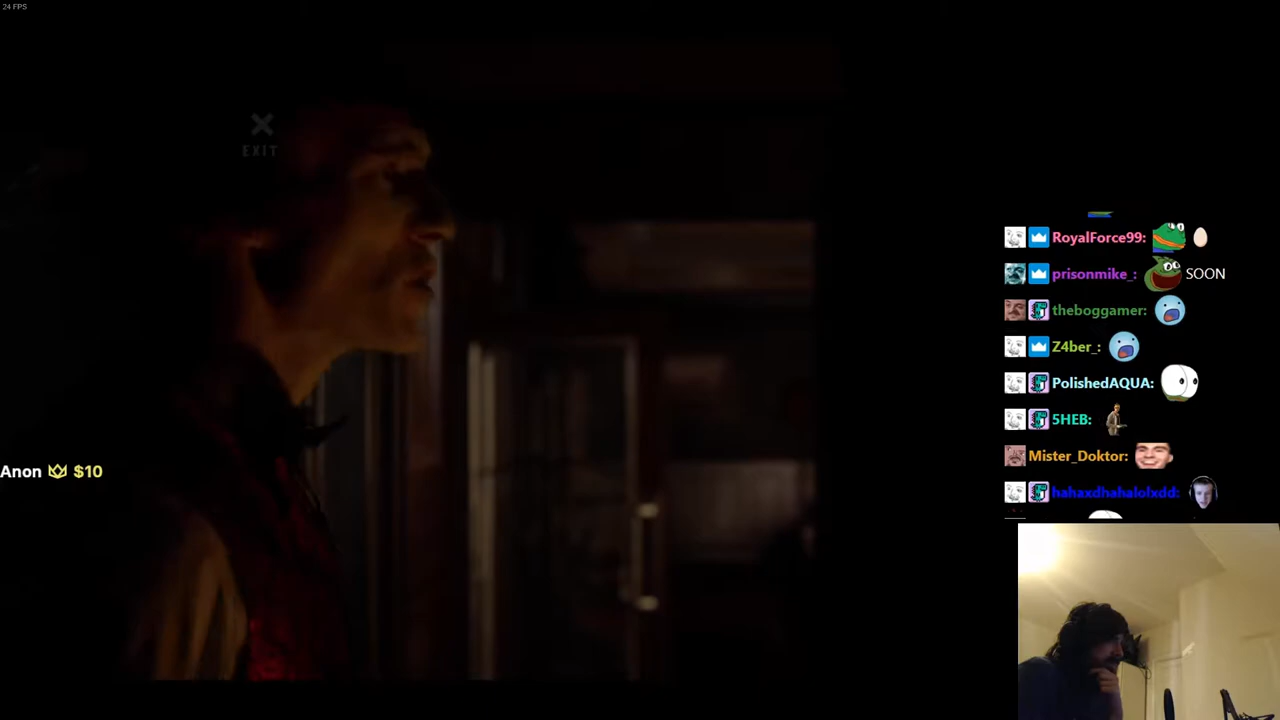 24 FPS
EXIT
RoyalForce99:
prisonmike_: SOON
theboggamer:
Z4ber_:
PolishedAQUA:
5HEB:
Anon $10
Mister_Doktor:
hahaxdhahalolxdd: